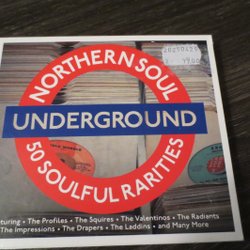 NORTHERN SOUL
UNDERGROUND
50 SOULFUL RARITIES
turing • The Profiles • The Squires • The Valentinos • The Radiants
The Impressions • The Drapers • The Laddins • and Many More